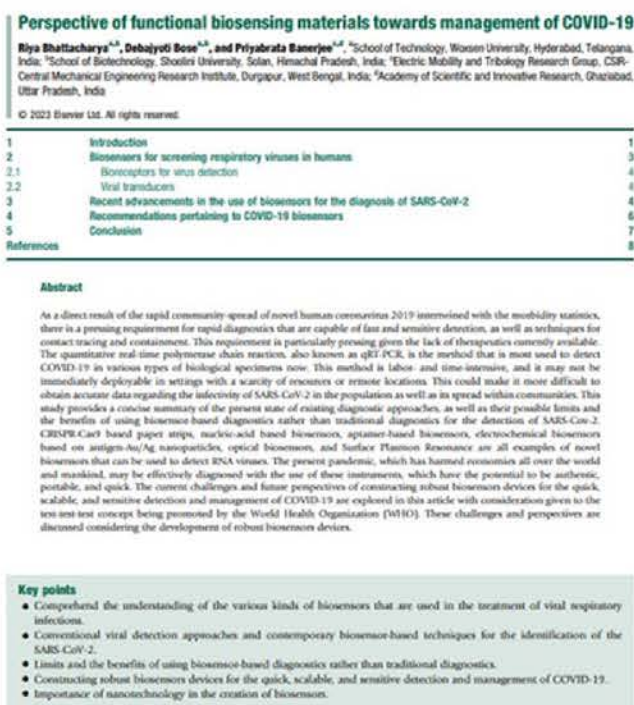 Perspective of functional biosensing materials towards management of COVID-19
Riya Bhattacharya, Debajyoti Bose, and Priyabrata Banerjee, School of Technology, Woxsen University, Hyderabad, Telangana,
India; School of Biotechnology, Shoolini University, Solan, Himachal Pradesh, India; Electric Mobility and Tribology Research Group, CSIR-
Central Mechanical Engineering Research Institute, Durgapur, West Bengal, India; Academy of Scientific and Innovative Research, Ghaziabad,
Uttar Pradesh, India
© 2023 Elsevier Ltd. All rights reserved.
1 Introduction 1
2 Biosensors for screening respiratory viruses in humans 3
2.1 Bioreceptors for virus detection 4
2.2 Viral transducers 4
3 Recent advancements in the use of biosensors for the diagnosis of SARS-CoV-2 4
4 Recommendations pertaining to COVID-19 biosensors 6
5 Conclusion 7
References 8
Abstract
As a direct result of the rapid community-spread of novel human coronavirus 2019 intertwined with the morbidity statistics,
there is a pressing requirement for rapid diagnostics that are capable of fast and sensitive detection, as well as techniques for
contact tracing and containment. This requirement is particularly pressing given the lack of therapeutics currently available.
The quantitative real-time polymerase chain reaction, also known as qRT-PCR, is the method that is most used to detect
COVID-19 in various types of biological specimens now. This method is labor- and time-intensive, and it may not be
immediately deployable in settings with a scarcity of resources or remote locations. This could make it more difficult to
obtain accurate data regarding the infectivity of SARS-CoV-2 in the population as well as its spread within communities. This
study provides a concise summary of the present state of existing diagnostic approaches, as well as their possible limits and
the benefits of using biosensor-based diagnostics rather than traditional diagnostics for the detection of SARS-Cov-2.
CRISPR-Cas9 based paper strips, nucleic-acid based biosensors, aptamer-based biosensors, electrochemical biosensors
based on antigen-Au/Ag nanoparticles, optical biosensors, and Surface Plasmon Resonance are all examples of novel
biosensors that can be used to detect RNA viruses. The present pandemic, which has harmed economies all over the world
and mankind, may be effectively diagnosed with the use of these instruments, which have the potential to be authentic,
portable, and quick. The current challenges and future perspectives of constructing robust biosensors devices for the quick,
scalable, and sensitive detection and management of COVID-19 are explored in this article with consideration given to the
test-test-test concept being promoted by the World Health Organization (WHO). These challenges and perspectives are
discussed considering the development of robust biosensors devices.
Key points
• Comprehend the understanding of the various kinds of biosensors that are used in the treatment of viral respiratory
infections.
• Conventional viral detection approaches and contemporary biosensor-based techniques for the identification of the
SARS-CoV-2.
• Limits and the benefits of using biosensor-based diagnostics rather than traditional diagnostics.
• Constructing robust biosensors devices for the quick, scalable, and sensitive detection and management of COVID-19.
• Importance of nanotechnology in the creation of biosensors.